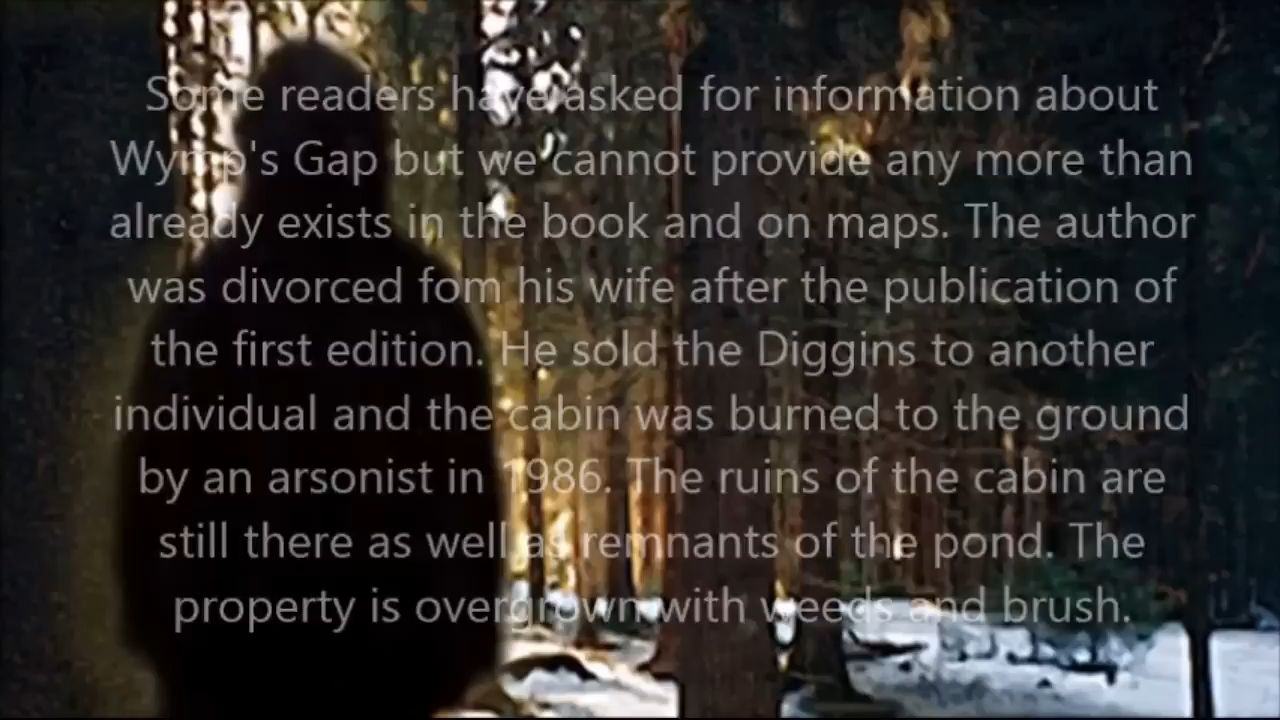 Some readers have asked for information about
Wymp's Gap but we cannot provide any more than
already exists in the book and on maps. The author
was divorced fom his wife after the publication of
the first edition. He sold the Diggins to another
individual and the cabin was burned to the ground
by an arsonist in 1986. The ruins of the cabin are
still there as well as remnants of the pond. The
property is overgrown with weeds and brush.